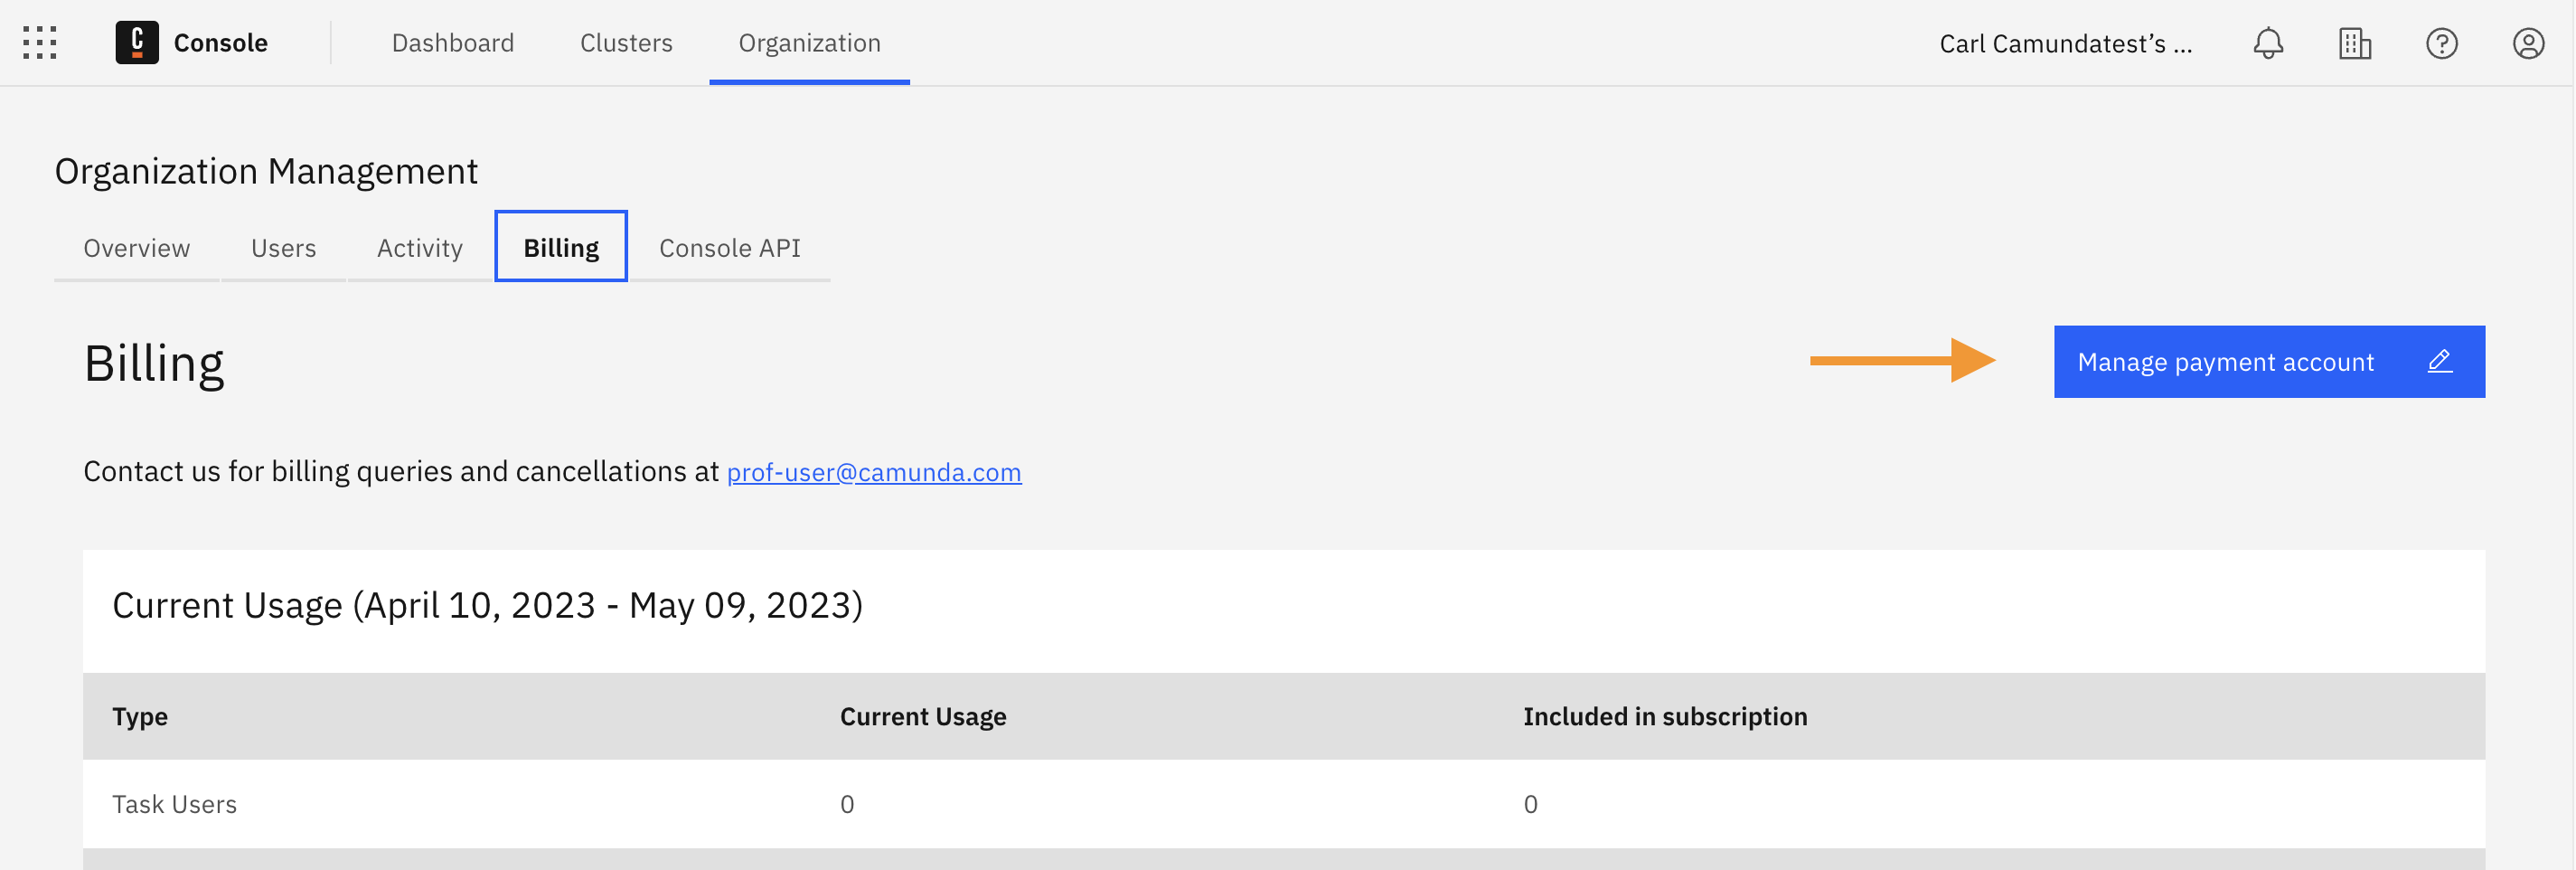 C Console Dashboard Clusters Organization Carl Camundatest’s ...
Organization Management
Overview Users Activity Billing Console API
Billing
Manage payment account
Contact us for billing queries and cancellations at prof-user@camunda.com
Current Usage (April 10, 2023 - May 09, 2023)
Type Current Usage Included in subscription
Task Users 0 0